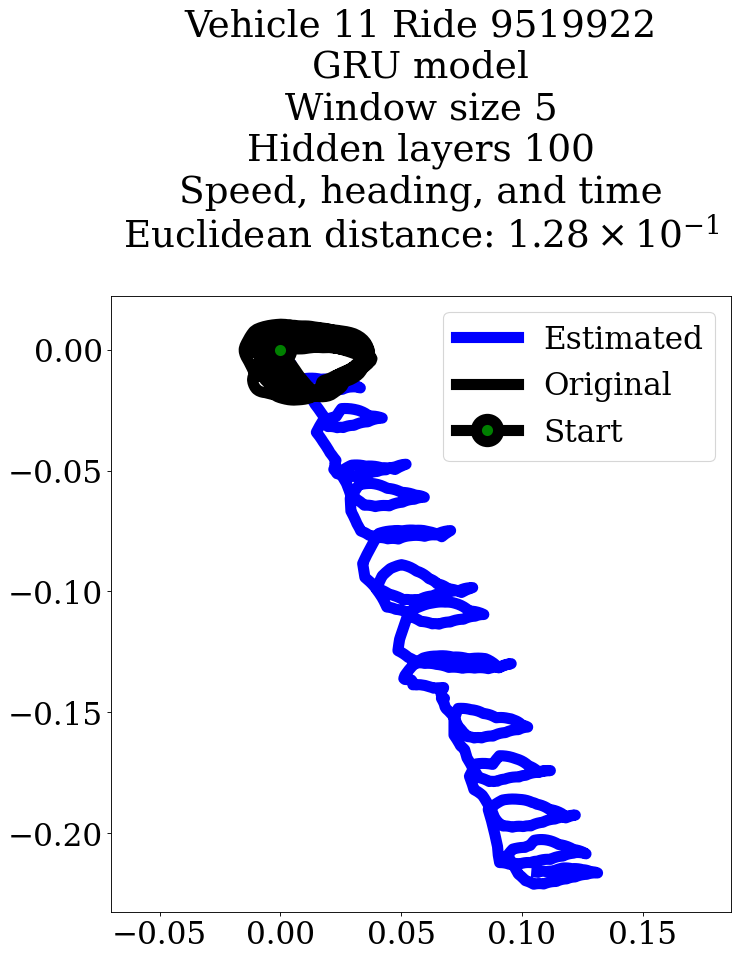 Vehicle 11 Ride 9519922
GRU model
Window size 5
Hidden layers 100
Speed, heading, and time
Euclidean distance: 1.28 × 10⁻¹
Estimated
Original
Start
0.00
−0.05
−0.10
−0.15
−0.20
−0.05 0.00 0.05 0.10 0.15